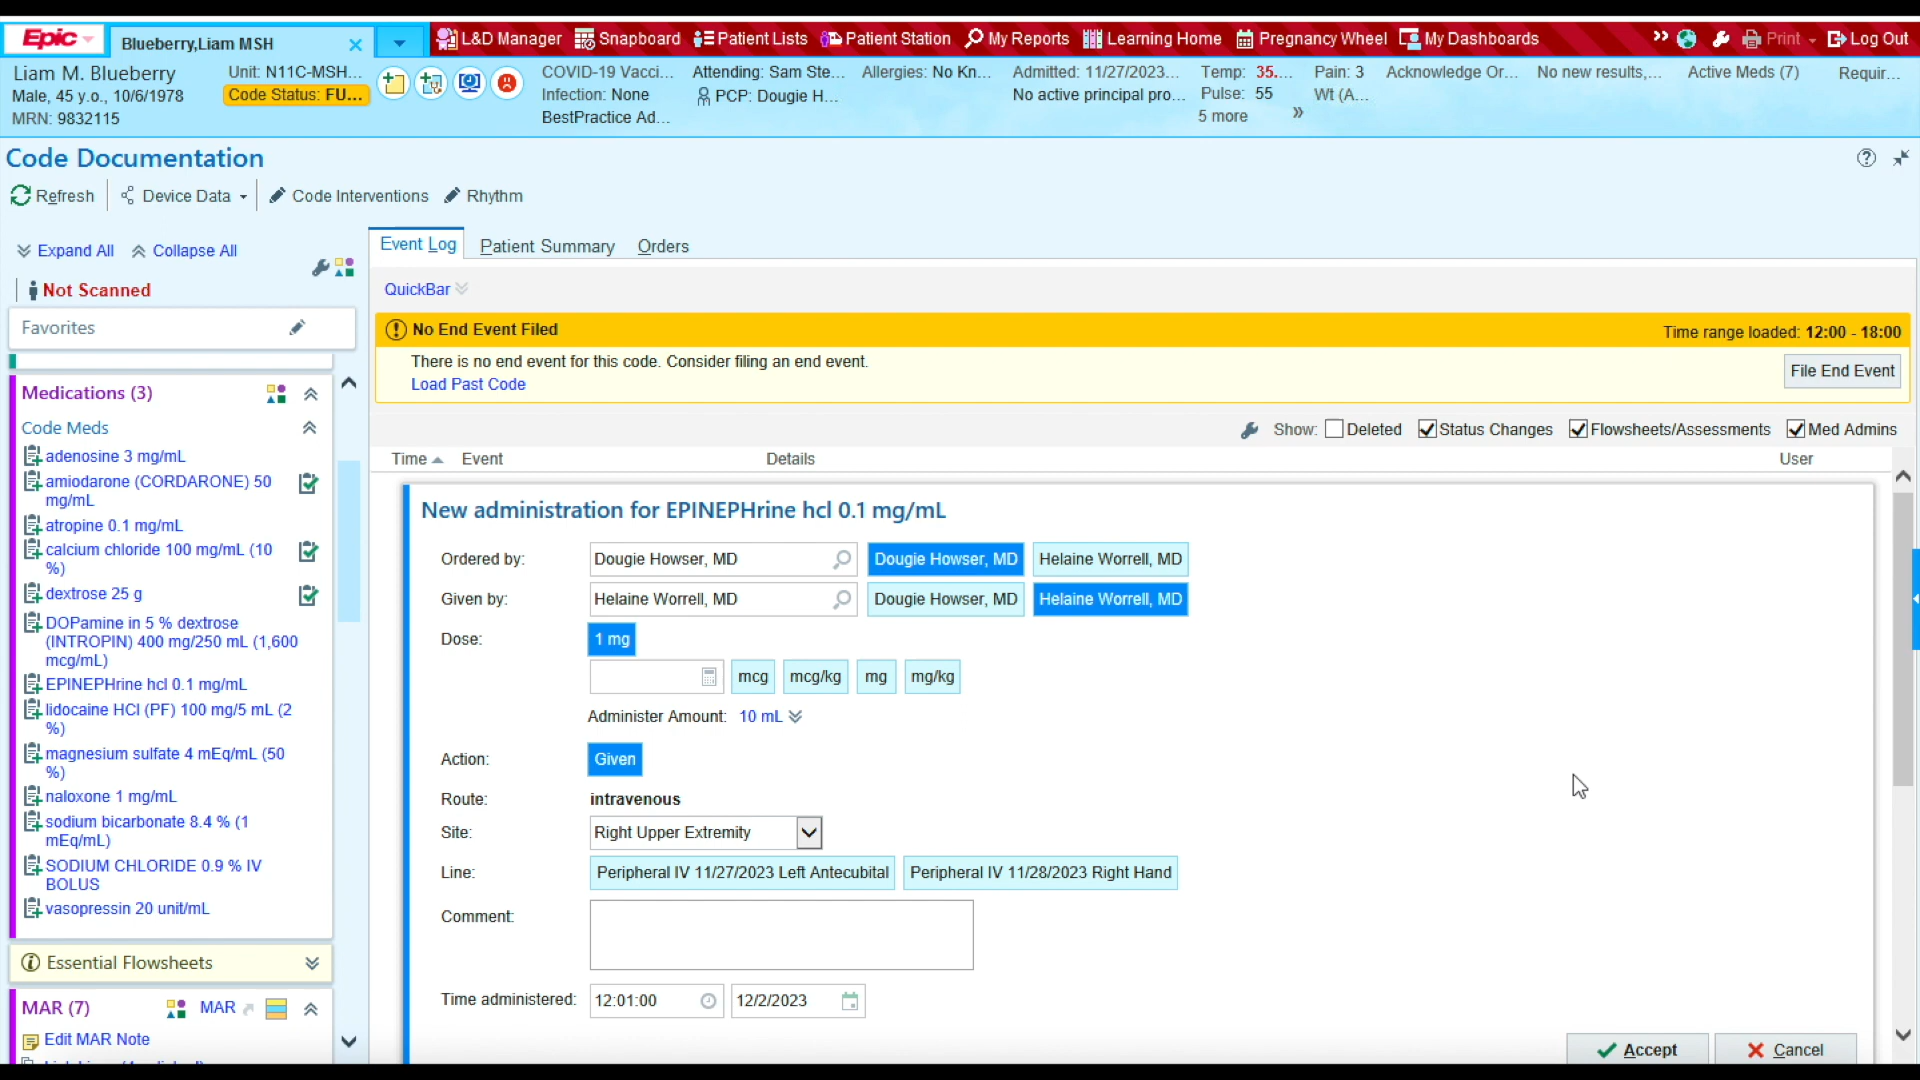 Epic
Blueberry,Liam MSH
L&D Manager
Snapboard
Patient Lists
Patient Station
My Reports
Learning Home
Pregnancy Wheel
My Dashboards
Print
Log Out
Liam M. Blueberry
Male, 45 y.o., 10/6/1978
MRN: 9832115
Unit: N11C-MSH...
Code Status: FU...
COVID-19 Vacci...
Infection: None
BestPractice Ad...
Attending: Sam Ste...
PCP: Dougie H...
Allergies: No Kn...
Admitted: 11/27/2023...
No active principal pro...
Temp: 35....
Pulse: 55
5 more
Pain: 3
Wt (A...
Acknowledge Or...
No new results,...
Active Meds (7)
Requir...
Code Documentation
Refresh
Device Data
Code Interventions
Rhythm
Expand All
Collapse All
Not Scanned
Favorites
Medications (3)
Code Meds
adenosine 3 mg/mL
amiodarone (CORDARONE) 50
mg/mL
atropine 0.1 mg/mL
calcium chloride 100 mg/mL (10
%)
dextrose 25 g
DOPamine in 5 % dextrose
(INTROPIN) 400 mg/250 mL (1,600
mcg/mL)
EPINEPHrine hcl 0.1 mg/mL
lidocaine HCl (PF) 100 mg/5 mL (2
%)
magnesium sulfate 4 mEq/mL (50
%)
naloxone 1 mg/mL
sodium bicarbonate 8.4 % (1
mEq/mL)
SODIUM CHLORIDE 0.9 % IV
BOLUS
vasopressin 20 unit/mL
Essential Flowsheets
MAR (7)
MAR
Edit MAR Note
Event Log
Patient Summary
Orders
QuickBar
No End Event Filed
Time range loaded: 12:00 - 18:00
There is no end event for this code. Consider filing an end event.
Load Past Code
File End Event
Show: Deleted Status Changes Flowsheets/Assessments Med Admins
Time Event Details User
New administration for EPINEPHrine hcl 0.1 mg/mL
Ordered by: Dougie Howser, MD Dougie Howser, MD Helaine Worrell, MD
Given by: Helaine Worrell, MD Dougie Howser, MD Helaine Worrell, MD
Dose: 1 mg
mcg mcg/kg mg mg/kg
Administer Amount: 10 mL
Action: Given
Route: intravenous
Site: Right Upper Extremity
Line: Peripheral IV 11/27/2023 Left Antecubital Peripheral IV 11/28/2023 Right Hand
Comment:
Time administered: 12:01:00 12/2/2023
Accept
Cancel